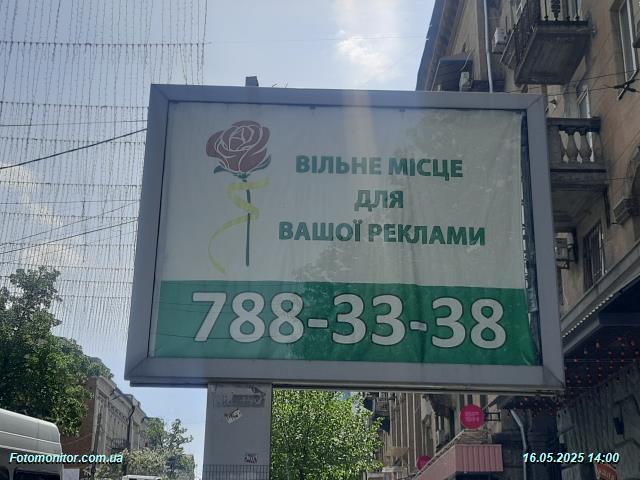 ВІЛЬНЕ МІСЦЕ
ДЛЯ
ВАШОЇ РЕКЛАМИ
788-33-38
Fotomonitor.com.ua
16.05.2025 14:00